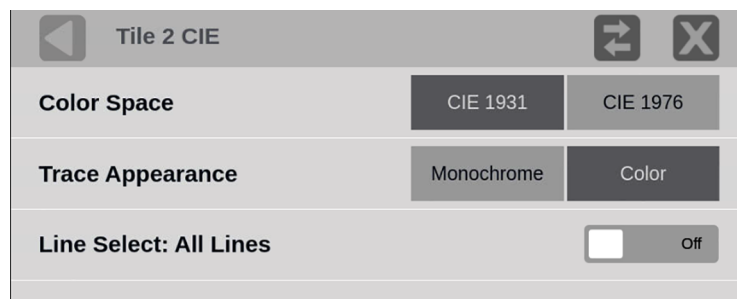 Tile 2 CIE
Color Space CIE 1931 CIE 1976
Trace Appearance Monochrome Color
Line Select: All Lines Off